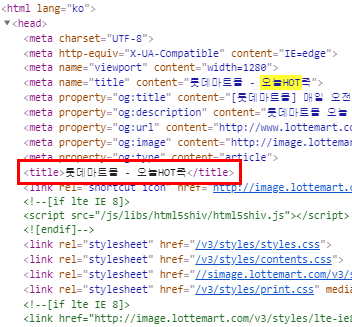 <html lang="ko">
▼<head>
<meta charset="UTF-8">
<meta http-equiv="X-UA-Compatible" content="IE=edge">
<meta name="viewport" content="width=1280">
<meta name="title" content="롯데마트몰 - 오늘HOT콕">
<meta property="og:title" content="[롯데마트몰] 매일 오전
<meta property="og:description" content="롯데마트몰 오늘
<meta property="og:url" content="http://www.lottemart.
<meta property="og:image" content="http://image.lottemar
<meta property="og:type" content="article">
<title>롯데마트몰 - 오늘HOT콕</title>
<link rel="shortcut icon" href="http://image.lottemart.
<!--[if lte IE 8]>
<script src="/js/libs/html5shiv/html5shiv.js"></script>
<![endif]-->
<link rel="stylesheet" href="/v3/styles/styles.css">
<link rel="stylesheet" href="/v3/styles/contents.css">
<link rel="stylesheet" href="//simage.lottemart.com/v3/s
<link rel="stylesheet" href="/v3/styles/print.css" media
<!--[if lte IE 8]>
<link href="http://image.lottemart.com/v3/styles/lte-ie8